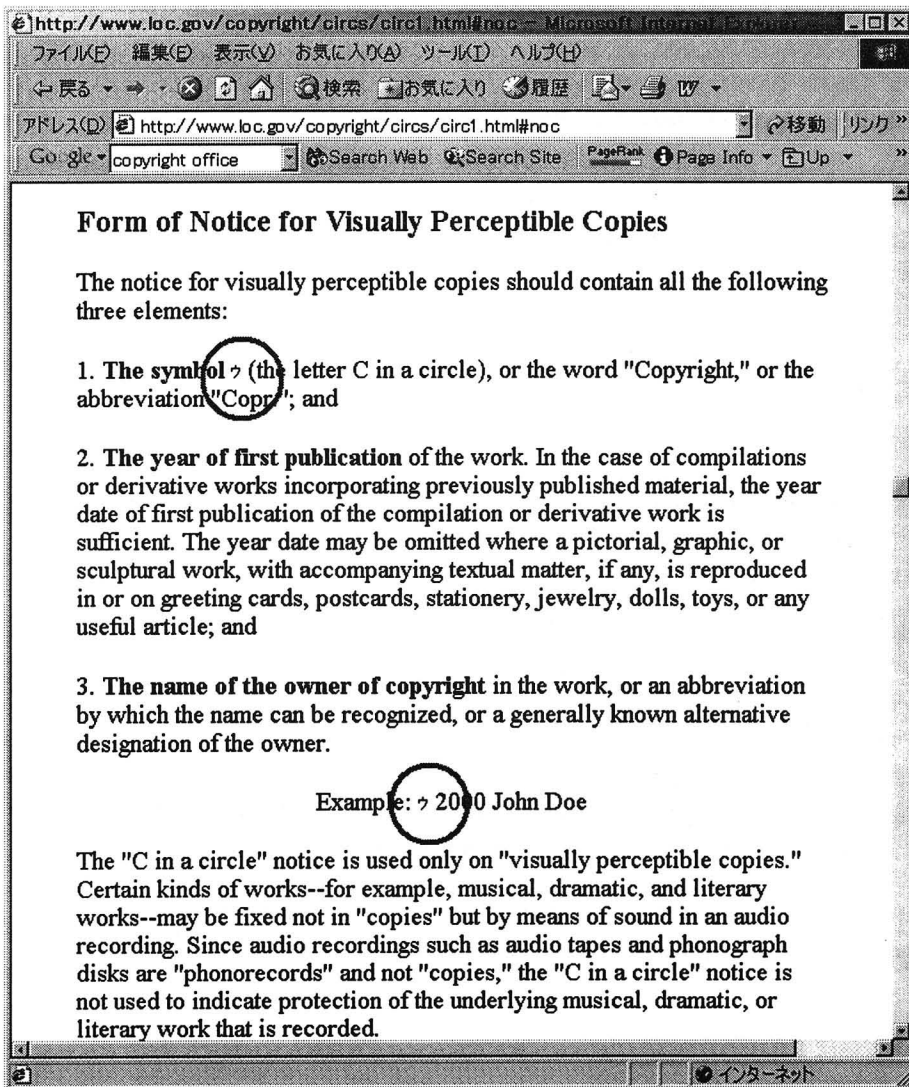 http://www.loc.gov/copyright/circs/circ1.html#noc - Microsoft Internet Explorer
ファイル(F) 編集(E) 表示(V) お気に入り(A) ツール(T) ヘルプ(H)
戻る 検索 お気に入り 履歴
アドレス(D) http://www.loc.gov/copyright/circs/circ1.html#noc 移動 リンク »
Google copyright office Search Web Search Site PageRank Page Info Up »
Form of Notice for Visually Perceptible Copies
The notice for visually perceptible copies should contain all the following
three elements:
1. The symbol ゥ (the letter C in a circle), or the word "Copyright," or the
abbreviation "Copr."; and
2. The year of first publication of the work. In the case of compilations
or derivative works incorporating previously published material, the year
date of first publication of the compilation or derivative work is
sufficient. The year date may be omitted where a pictorial, graphic, or
sculptural work, with accompanying textual matter, if any, is reproduced
in or on greeting cards, postcards, stationery, jewelry, dolls, toys, or any
useful article; and
3. The name of the owner of copyright in the work, or an abbreviation
by which the name can be recognized, or a generally known alternative
designation of the owner.
Example: ゥ 2000 John Doe
The "C in a circle" notice is used only on "visually perceptible copies."
Certain kinds of works--for example, musical, dramatic, and literary
works--may be fixed not in "copies" but by means of sound in an audio
recording. Since audio recordings such as audio tapes and phonograph
disks are "phonorecords" and not "copies," the "C in a circle" notice is
not used to indicate protection of the underlying musical, dramatic, or
literary work that is recorded.
インターネット